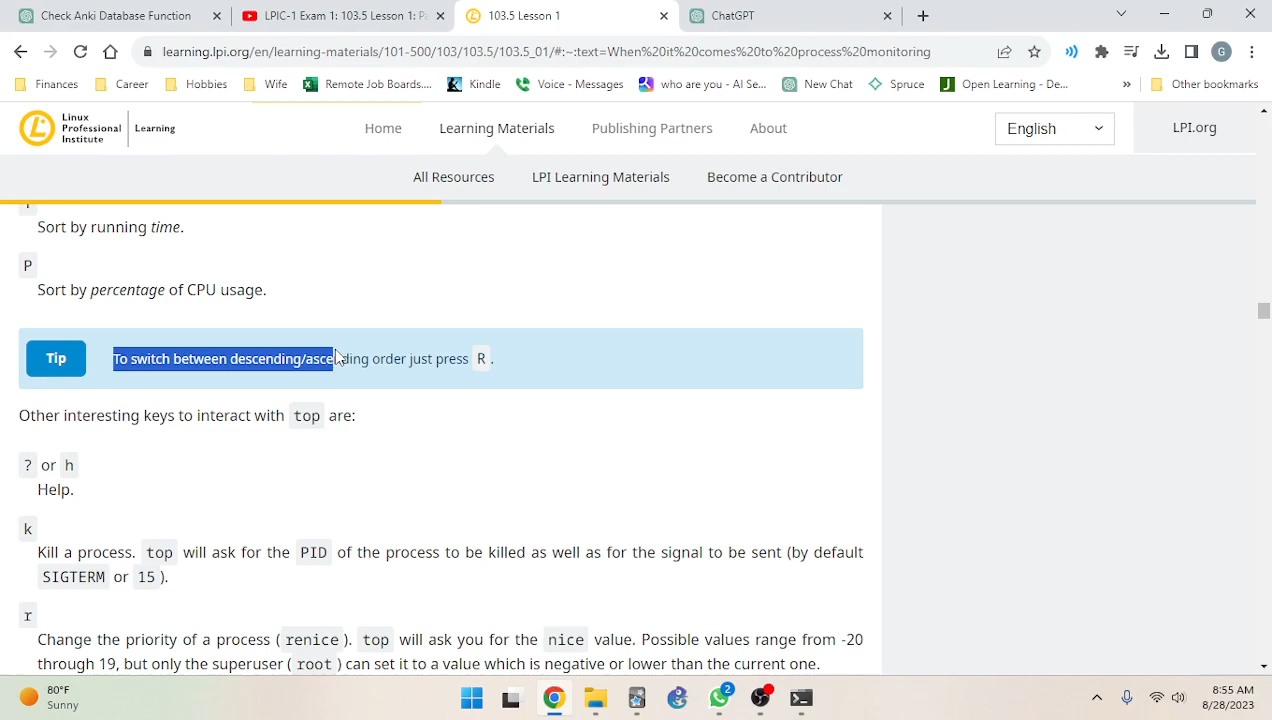 Check Anki Database Function
LPIC-1 Exam 1: 103.5 Lesson 1: P
103.5 Lesson 1
ChatGPT
learning.lpi.org/en/learning-materials/101-500/103/103.5/103.5_01/#:~:text=When%20it%20comes%20to%20process%20monitoring
G
Finances
Career
Hobbies
Wife
Remote Job Boards....
Kindle
Voice - Messages
who are you - AI Se...
New Chat
Spruce
Open Learning - De...
»
Other bookmarks
Linux
Professional
Institute
Learning
Home
Learning Materials
Publishing Partners
About
English
LPI.org
All Resources
LPI Learning Materials
Become a Contributor
Sort by running time.
P
Sort by percentage of CPU usage.
Tip
To switch between descending/ascending order just press R .
Other interesting keys to interact with top are:
? or h
Help.
k
Kill a process. top will ask for the PID of the process to be killed as well as for the signal to be sent (by default
SIGTERM or 15 ).
r
Change the priority of a process ( renice ). top will ask you for the nice value. Possible values range from -20
through 19, but only the superuser ( root ) can set it to a value which is negative or lower than the current one.
80°F
Sunny
2
8:55 AM
8/28/2023